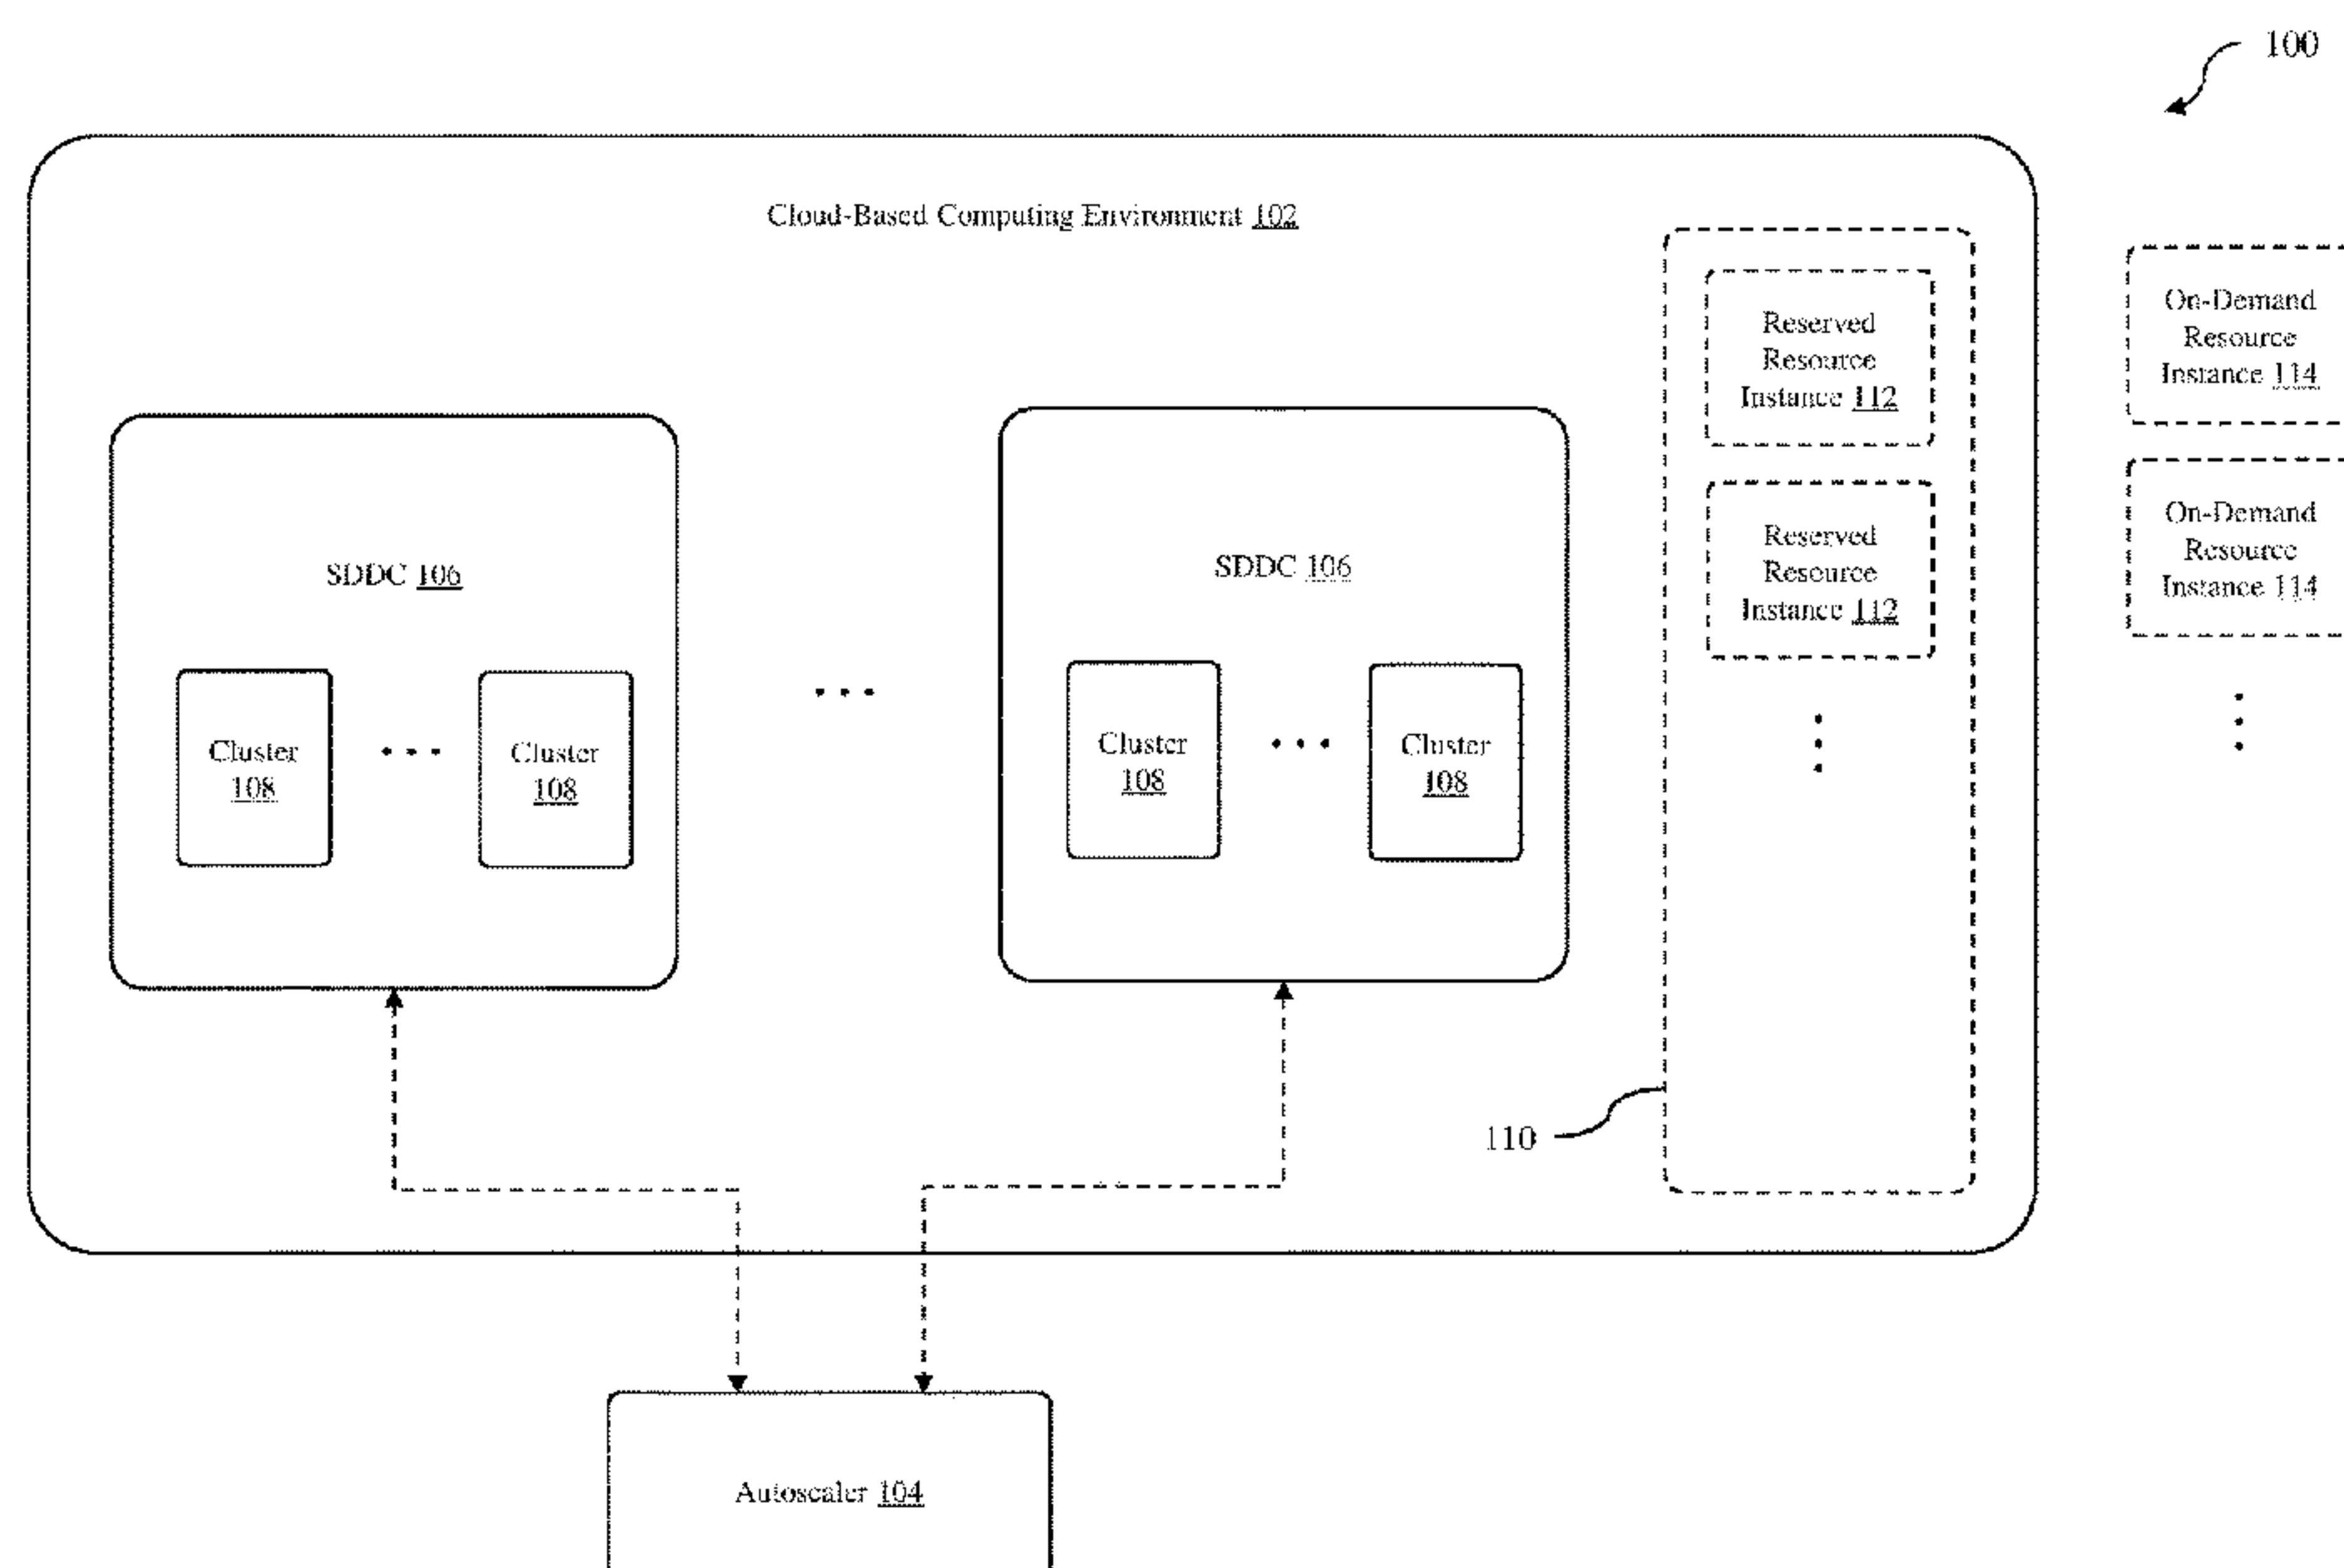 100
Cloud-Based Computing Environment 102
Reserved
Resource
Instance 112
On-Demand
Resource
Instance 114
Reserved
Resource
Instance 112
On-Demand
Resource
Instance 114
SDDC 106
SDDC 106
Cluster
108
Cluster
108
Cluster
108
Cluster
108
110
Autoscaler 104